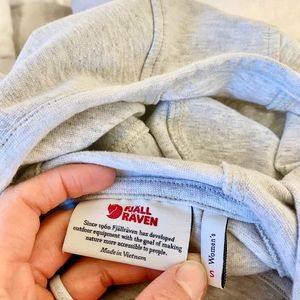 FJÄLL
RÄVEN
Since 1960 Fjällräven has developed
outdoor equipment with the goal of making
nature more accessible to people.
Made in Vietnam
Women's
S